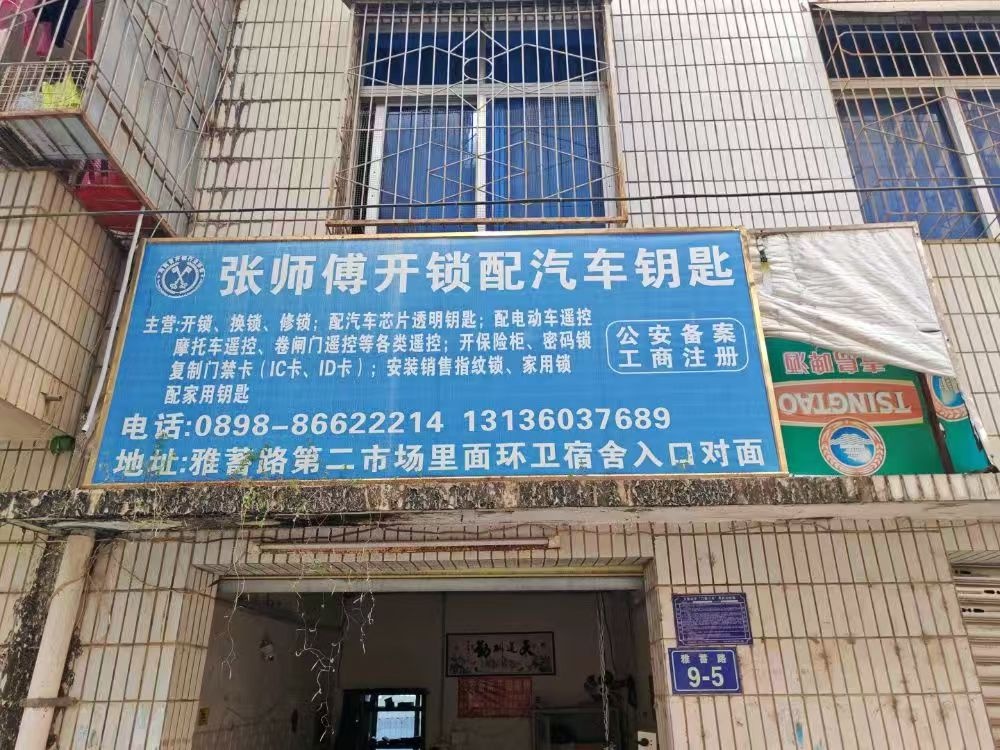 张师傅开锁配汽车钥匙
主营:开锁、换锁、修锁；配汽车芯片透明钥匙；配电动车遥控
摩托车遥控、卷闸门遥控等各类遥控；开保险柜、密码锁
复制门禁卡（IC卡、ID卡）；安装销售指纹锁、家用锁
配家用钥匙
公安备案
工商注册
电话:0898-86622214 13136037689
地址:雅蓄路第二市场里面环卫宿舍入口对面
TSINGTAO
天道酬勤
雅蓄路
9-5